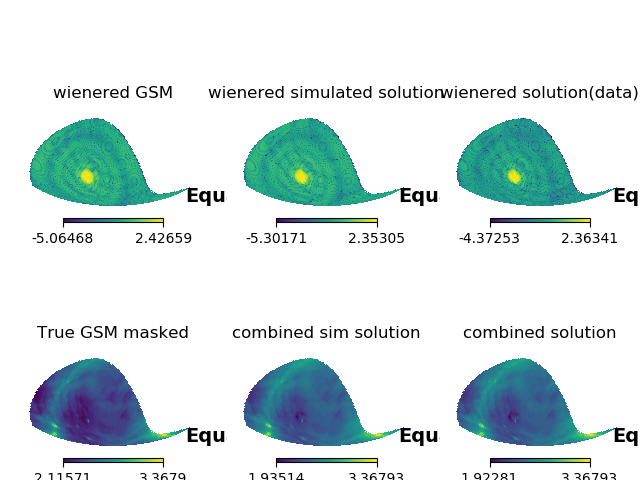 wienered GSM
wienered simulated solution
wienered solution(data)
Equ
Equ
Eq
-5.06468 2.42659
-5.30171 2.35305
-4.37253 2.36341
True GSM masked
combined sim solution
combined solution
Equ
Equ
Eq
2.11571 3.3679
1.93514 3.36793
1.92281 3.36793